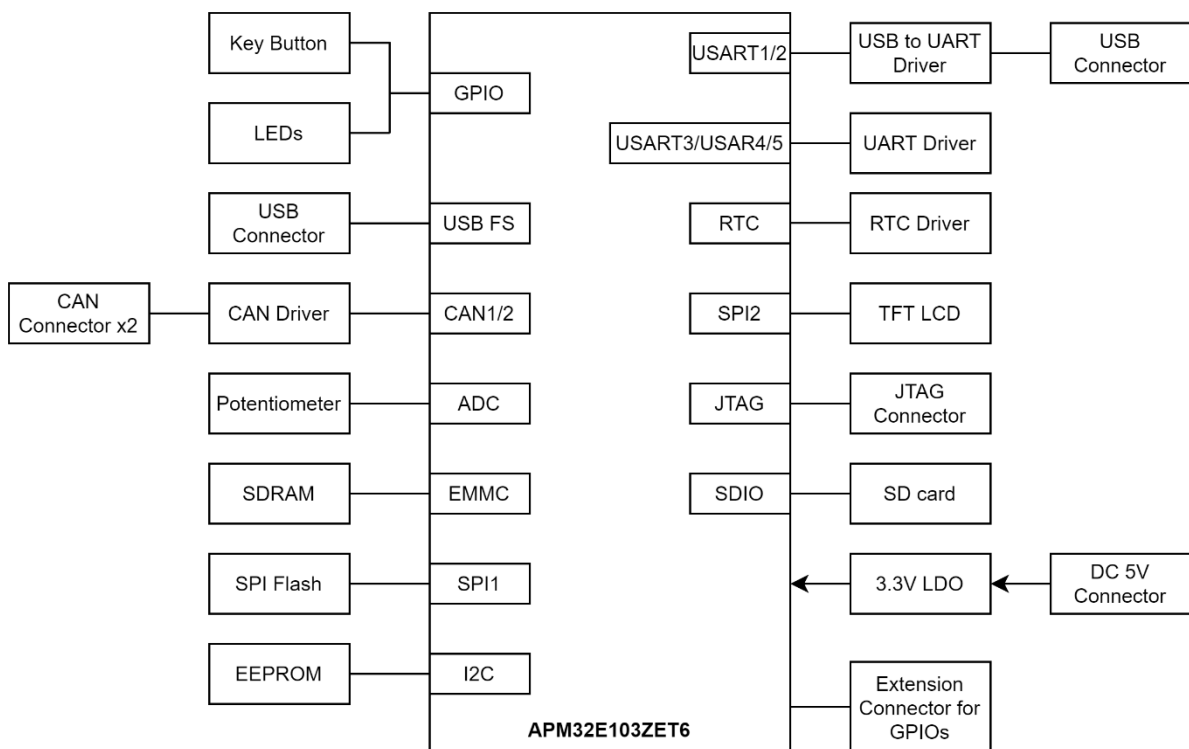 Key Button
GPIO
LEDs
USB
Connector
USB FS
CAN
Connector x2
CAN Driver
CAN1/2
Potentiometer
ADC
SDRAM
EMMC
SPI Flash
SPI1
EEPROM
I2C
USART1/2
USB to UART
Driver
USB
Connector
USART3/USAR4/5
UART Driver
RTC
RTC Driver
SPI2
TFT LCD
JTAG
JTAG
Connector
SDIO
SD card
3.3V LDO
DC 5V
Connector
Extension
Connector for
GPIOs
APM32E103ZET6